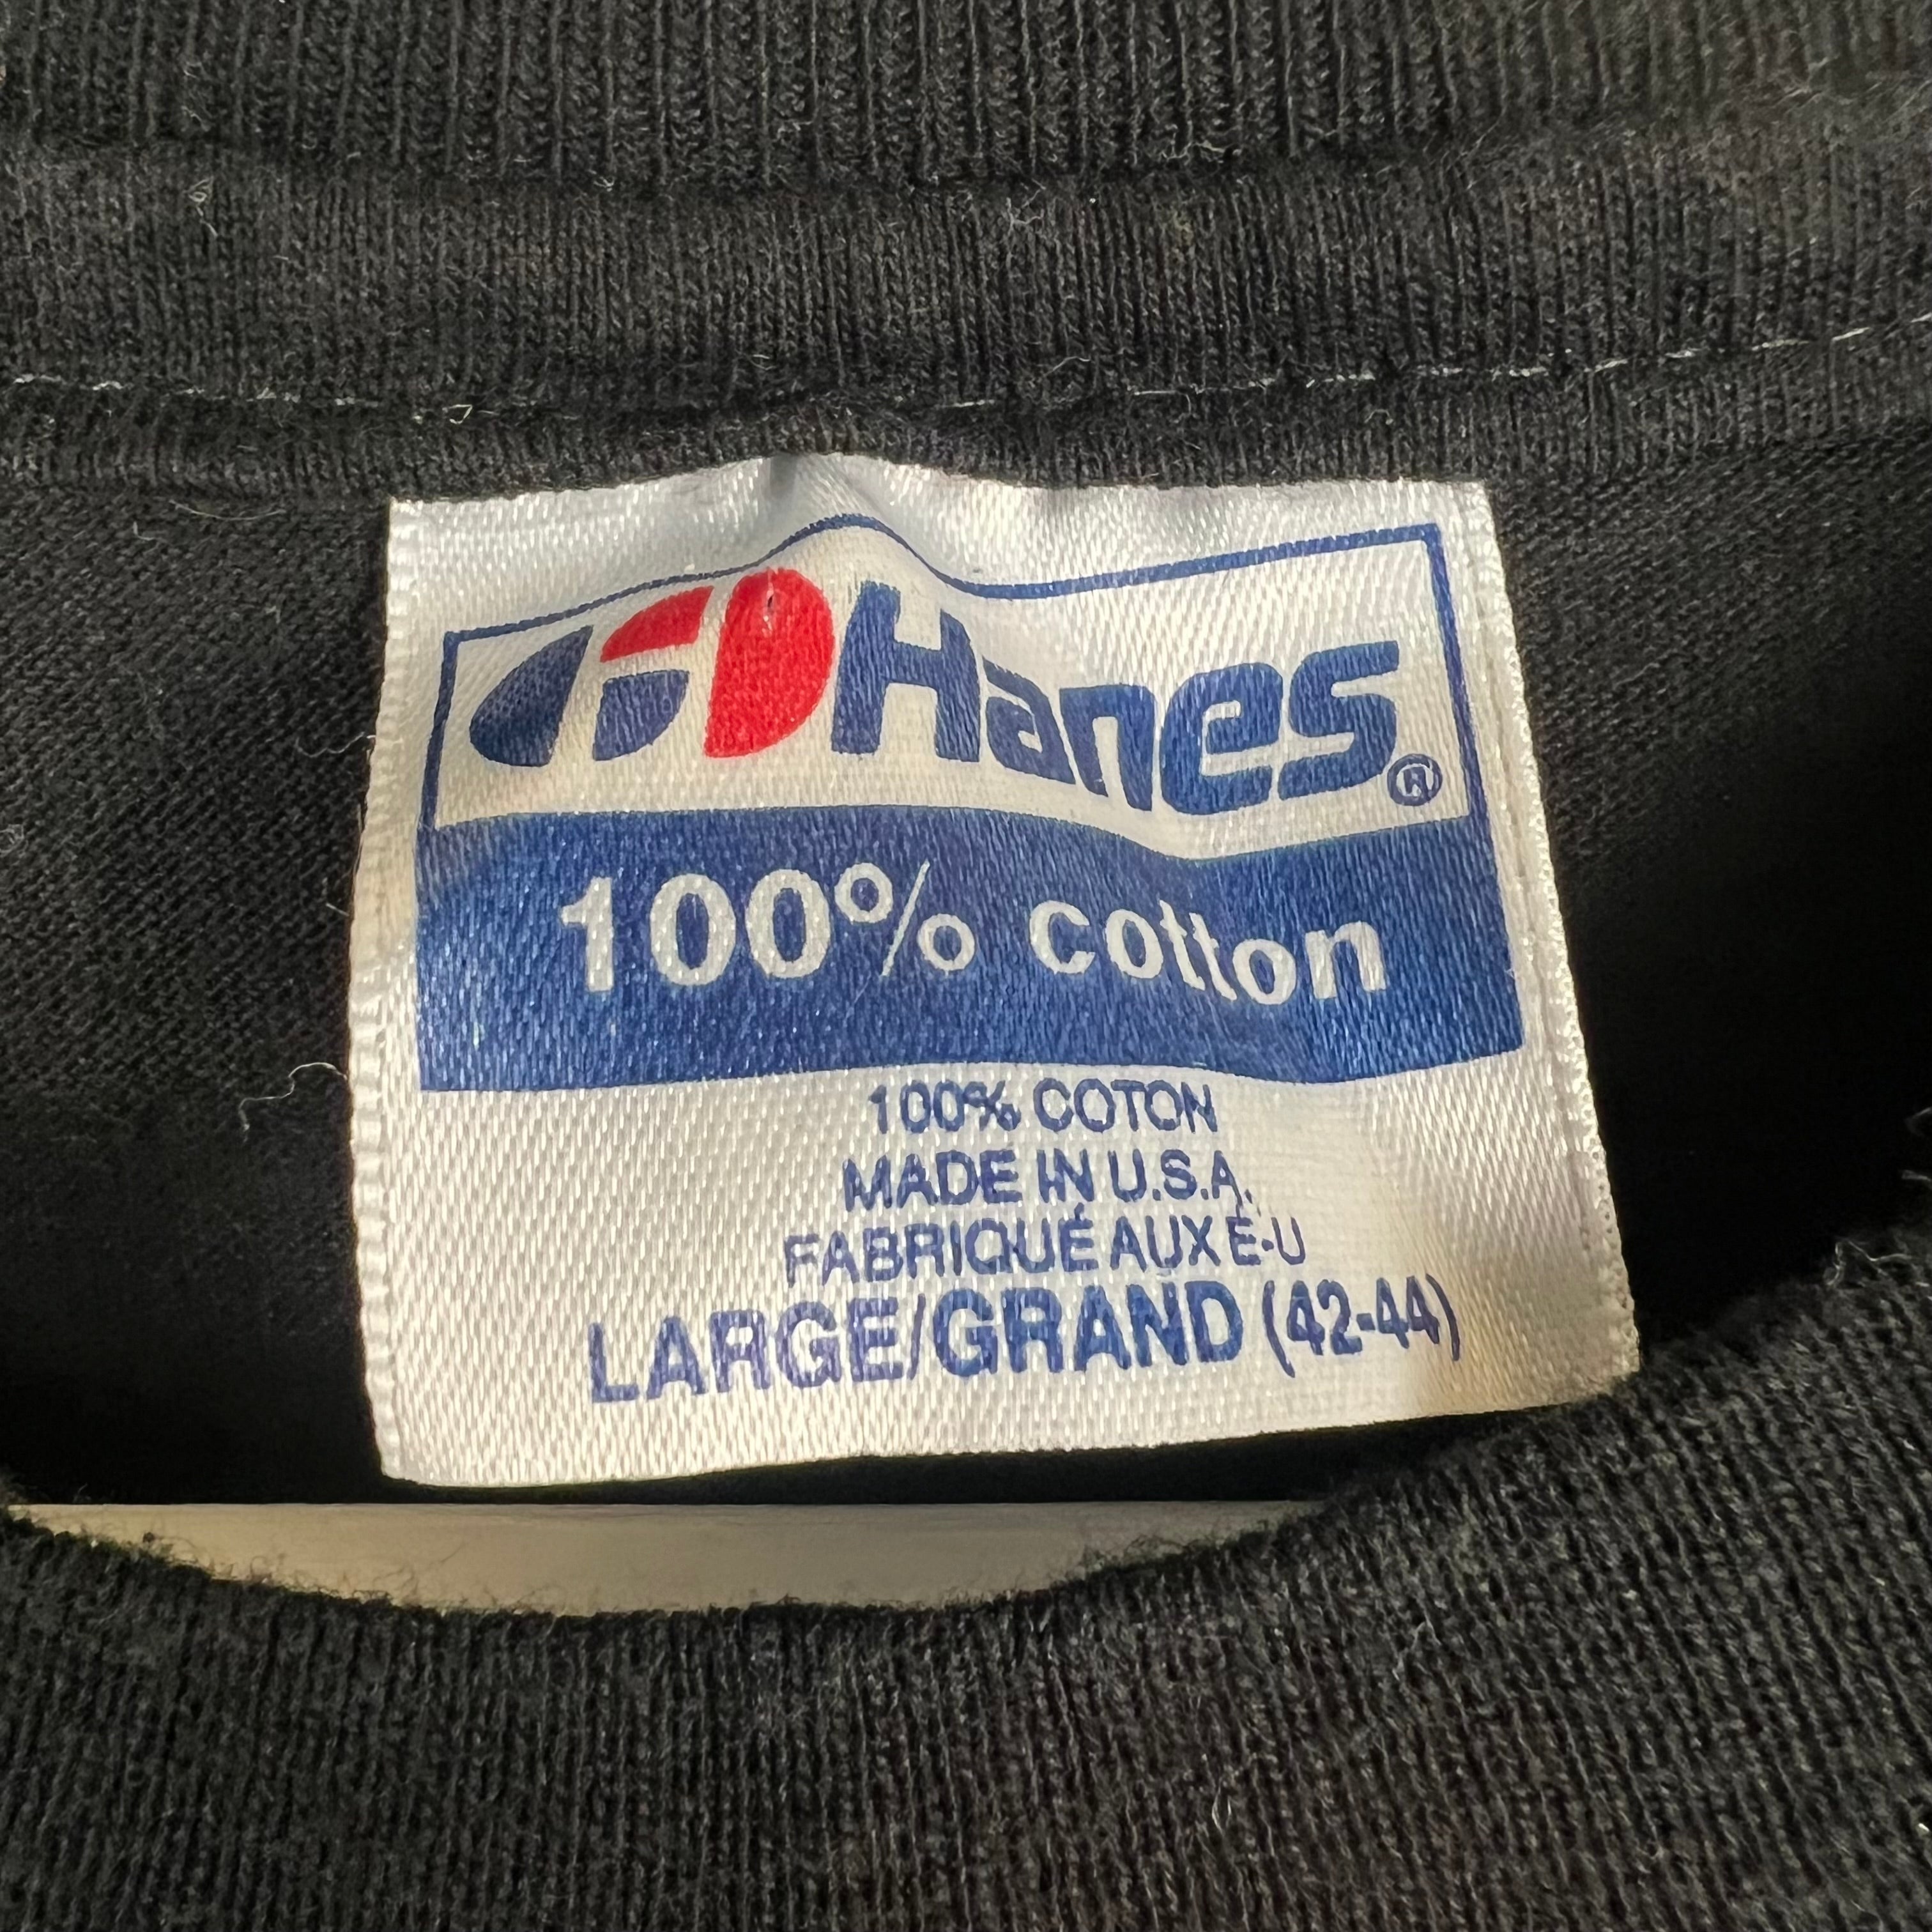 Hanes®
100% cotton
100% COTON
MADE IN U.S.A.
FABRIQUÉ AUX É-U
LARGE/GRAND (42-44)